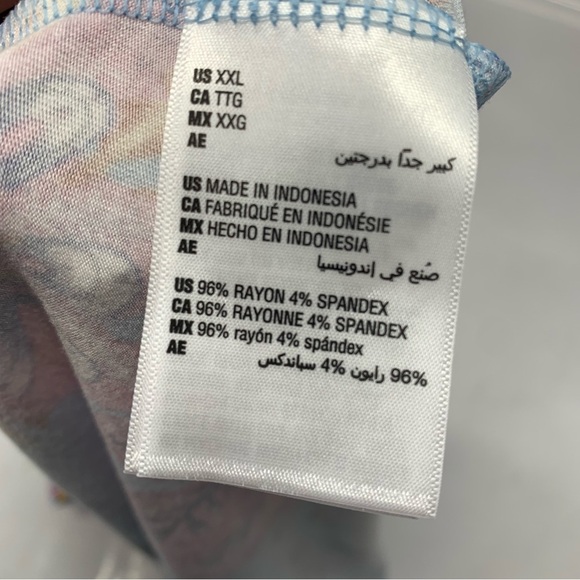 US XXL
CA TTG
MX XXG
AE
كبير جدًا بدرجتين
US MADE IN INDONESIA
CA FABRIQUÉ EN INDONÉSIE
MX HECHO EN INDONESIA
AE
صُنع في إندونيسيا
US 96% RAYON 4% SPANDEX
CA 96% RAYONNE 4% SPANDEX
MX 96% rayón 4% spándex
AE
96% رايون 4% سباندكس